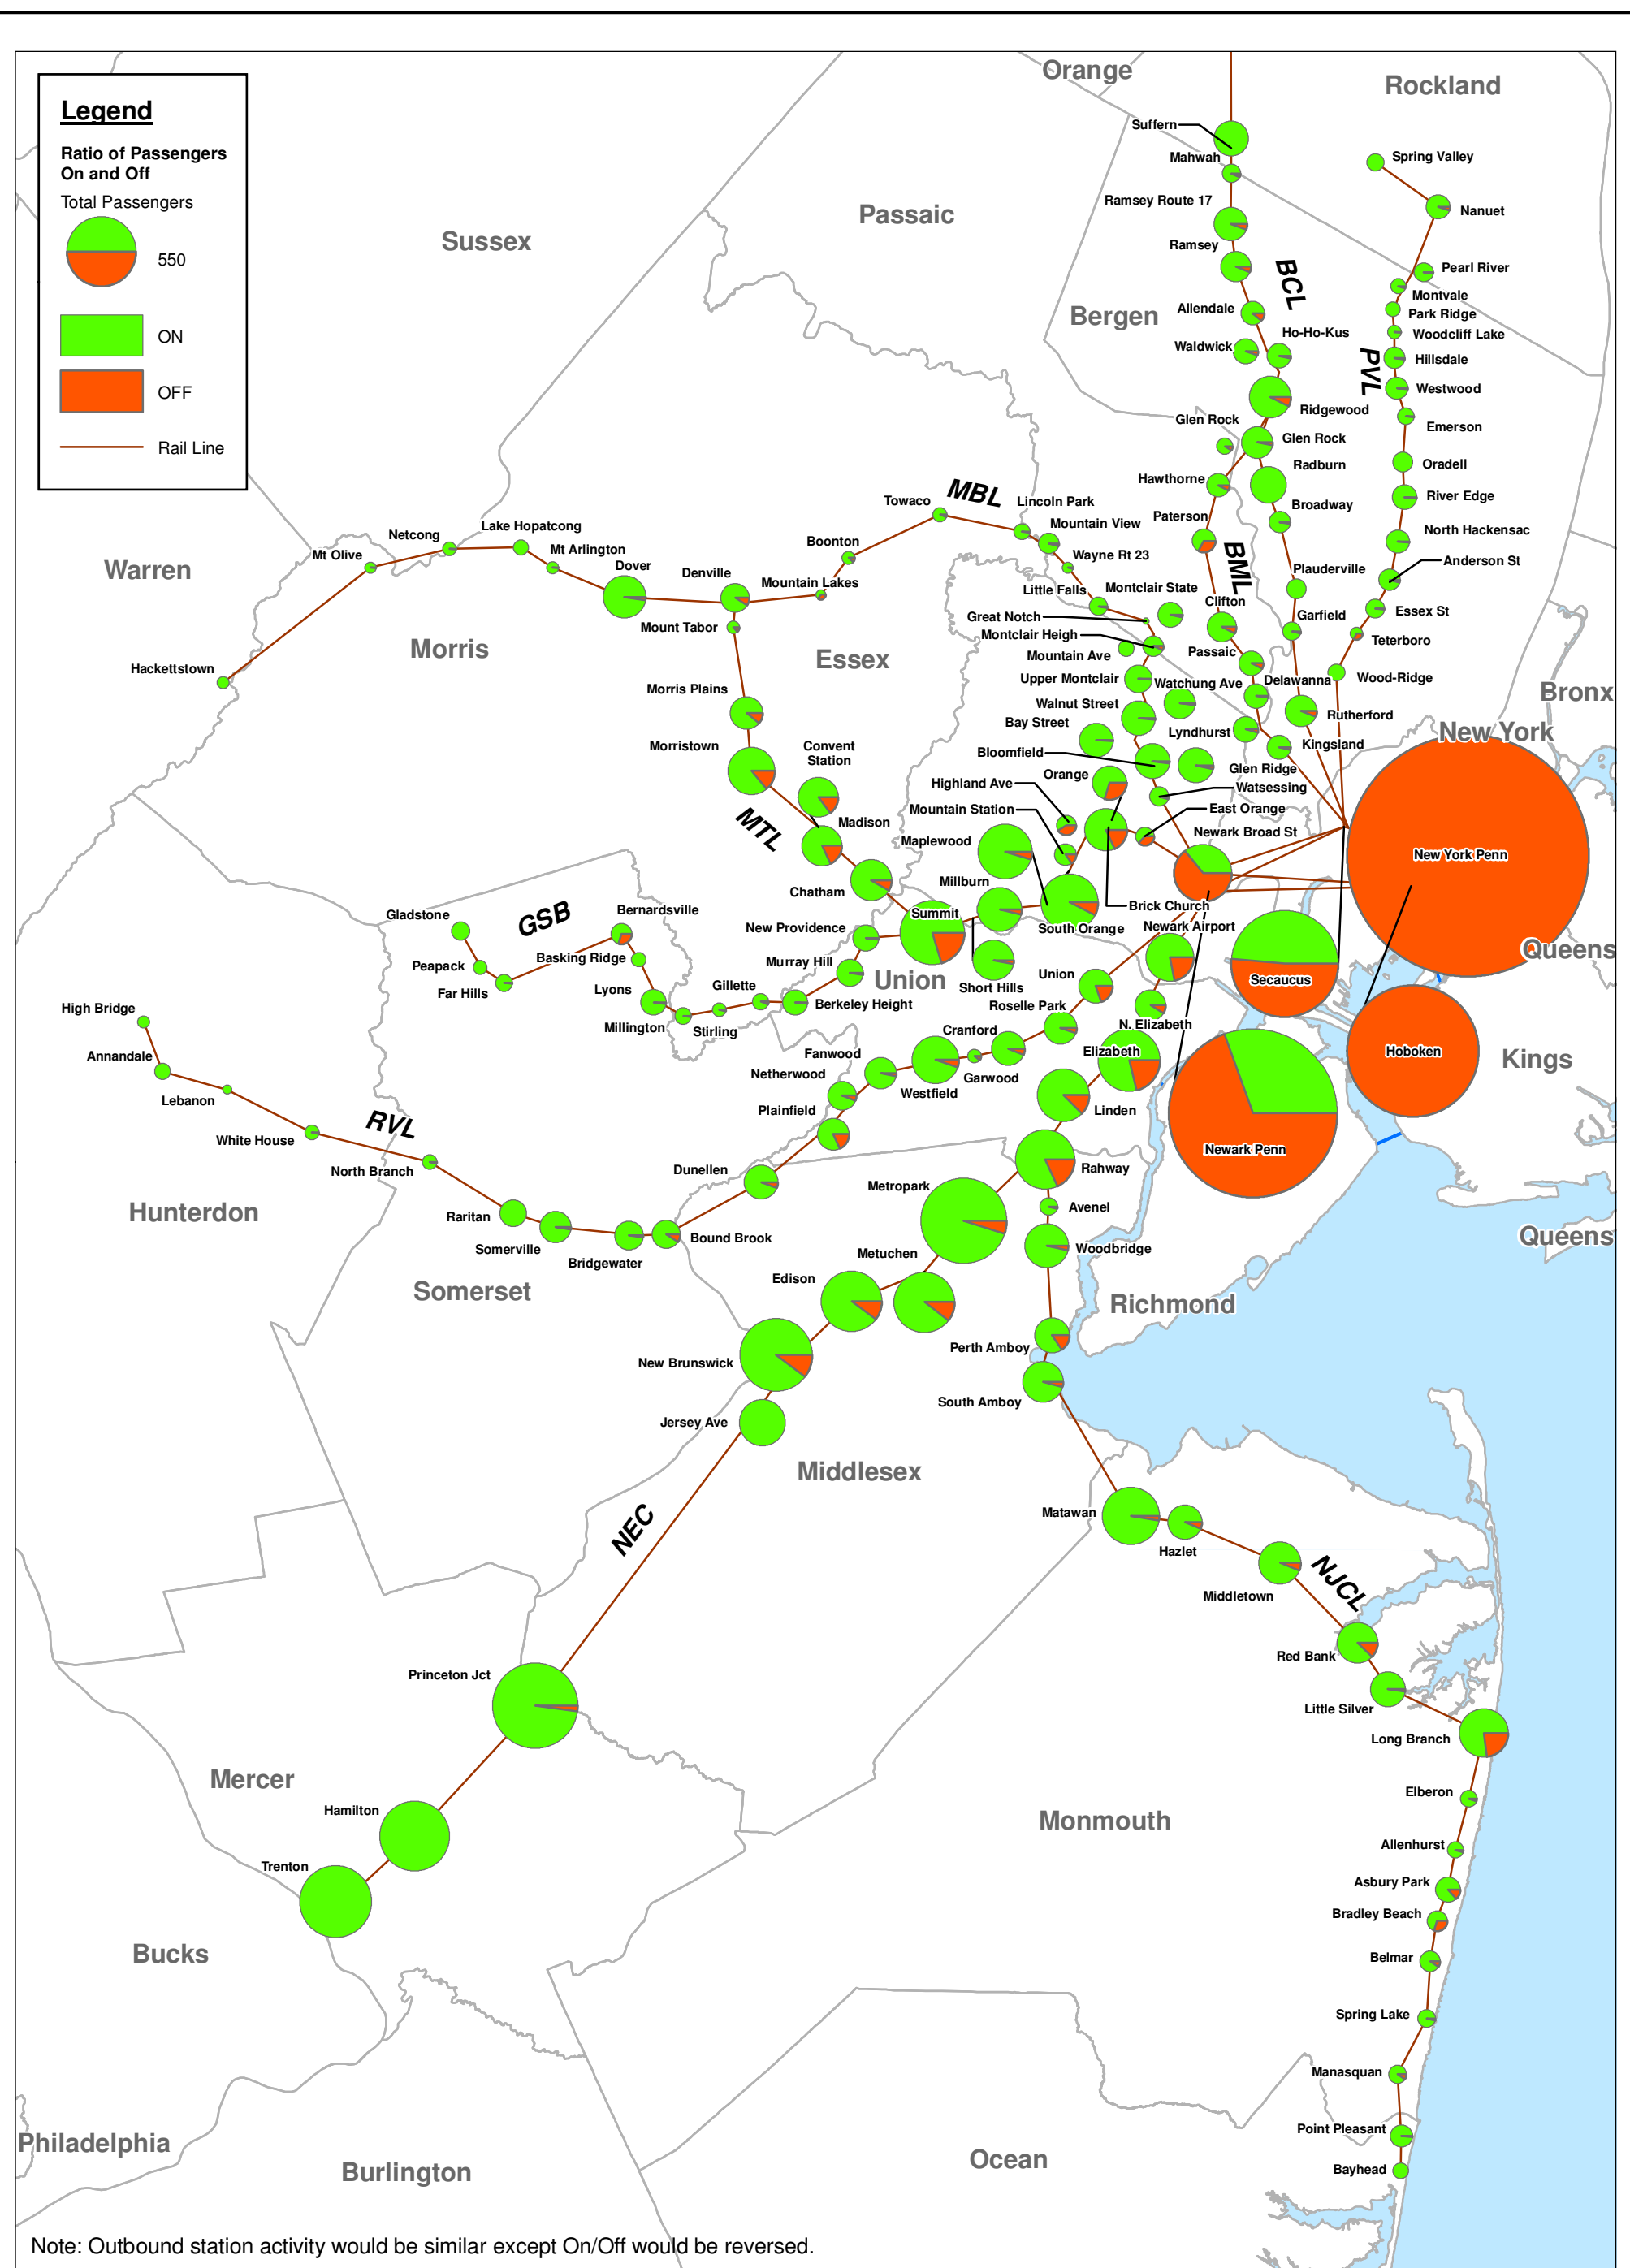 Legend
Ratio of Passengers
On and Off
Total Passengers
550
ON
OFF
Rail Line
Orange
Rockland
Suffern
Mahwah
Spring Valley
Ramsey Route 17
Nanuet
Passaic
Sussex
Ramsey
BCL
Pearl River
Montvale
Allendale
Park Ridge
Bergen
Ho-Ho-Kus
Woodcliff Lake
Waldwick
Hillsdale
PVL
Westwood
Ridgewood
Glen Rock
Emerson
Glen Rock
Radburn
Oradell
Hawthorne
River Edge
MBL
Towaco
Lincoln Park
Broadway
Paterson
Mountain View
North Hackensac
Netcong
Lake Hopatcong
Boonton
Mt Olive
Mt Arlington
Wayne Rt 23
BML
Anderson St
Warren
Dover
Denville
Mountain Lakes
Plauderville
Little Falls
Montclair State
Clifton
Essex St
Great Notch
Garfield
Mount Tabor
Montclair Heigh
Teterboro
Morris
Essex
Mountain Ave
Passaic
Hackettstown
Upper Montclair
Watchung Ave
Delawanna
Wood-Ridge
Morris Plains
Bronx
Walnut Street
Rutherford
Bay Street
Lyndhurst
New York
Morristown
Convent
Station
Bloomfield
Kingsland
Orange
Glen Ridge
Highland Ave
Watsessing
Mountain Station
East Orange
MTL
Madison
Maplewood
Newark Broad St
New York Penn
Millburn
Chatham
GSB
Gladstone
Bernardsville
Summit
Brick Church
New Providence
South Orange
Newark Airport
Queens
Peapack
Basking Ridge
Murray Hill
Union
Union
Secaucus
Far Hills
Lyons
Gillette
Short Hills
High Bridge
Berkeley Height
Roselle Park
Millington
Stirling
Cranford
N. Elizabeth
Annandale
Fanwood
Elizabeth
Hoboken
Kings
Netherwood
Garwood
Westfield
Lebanon
Plainfield
Linden
RVL
White House
Newark Penn
North Branch
Dunellen
Rahway
Metropark
Hunterdon
Avenel
Raritan
Queens
Bound Brook
Somerville
Woodbridge
Metuchen
Bridgewater
Edison
Somerset
Richmond
New Brunswick
Perth Amboy
South Amboy
Jersey Ave
Middlesex
NEC
Matawan
Hazlet
NJCL
Middletown
Red Bank
Princeton Jct
Little Silver
Long Branch
Mercer
Elberon
Hamilton
Monmouth
Allenhurst
Trenton
Asbury Park
Bradley Beach
Bucks
Belmar
Spring Lake
Manasquan
Point Pleasant
Philadelphia
Ocean
Burlington
Bayhead
Note: Outbound station activity would be similar except On/Off would be reversed.